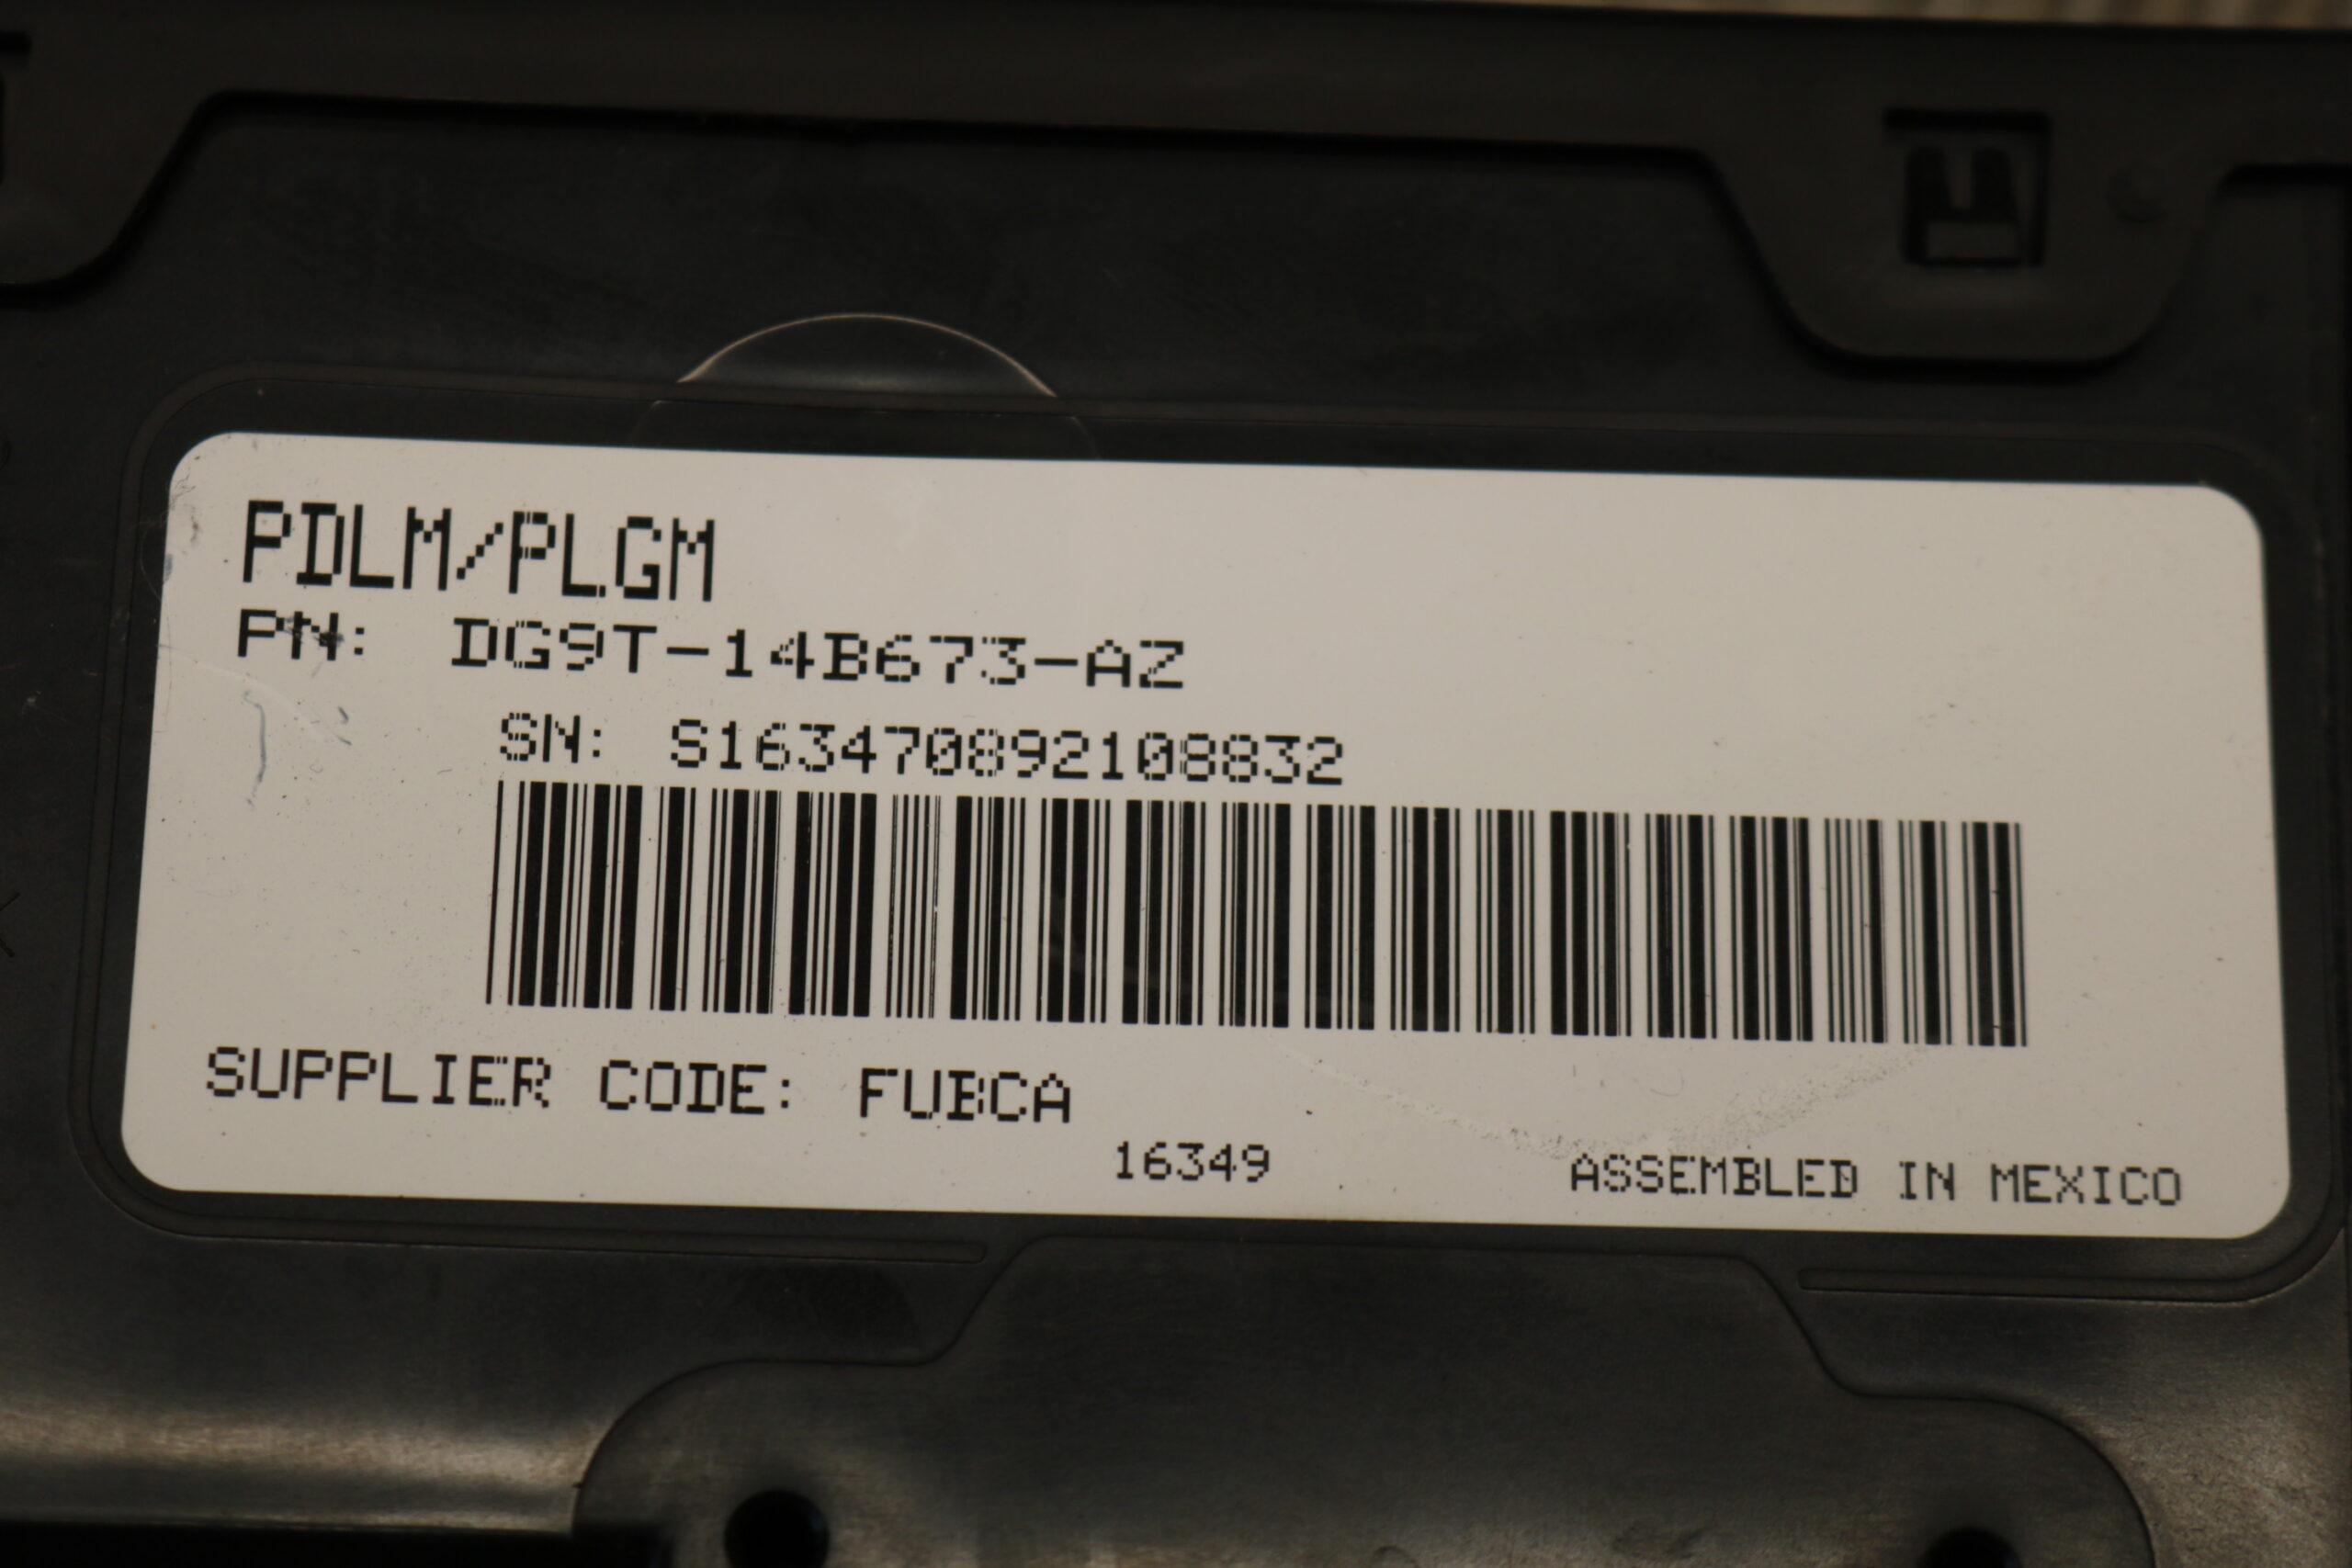 PDLM/PLGM
PN: DG9T-14B673-AZ
SN: S163470892108832
SUPPLIER CODE: FUBCA
16349
ASSEMBLED IN MEXICO